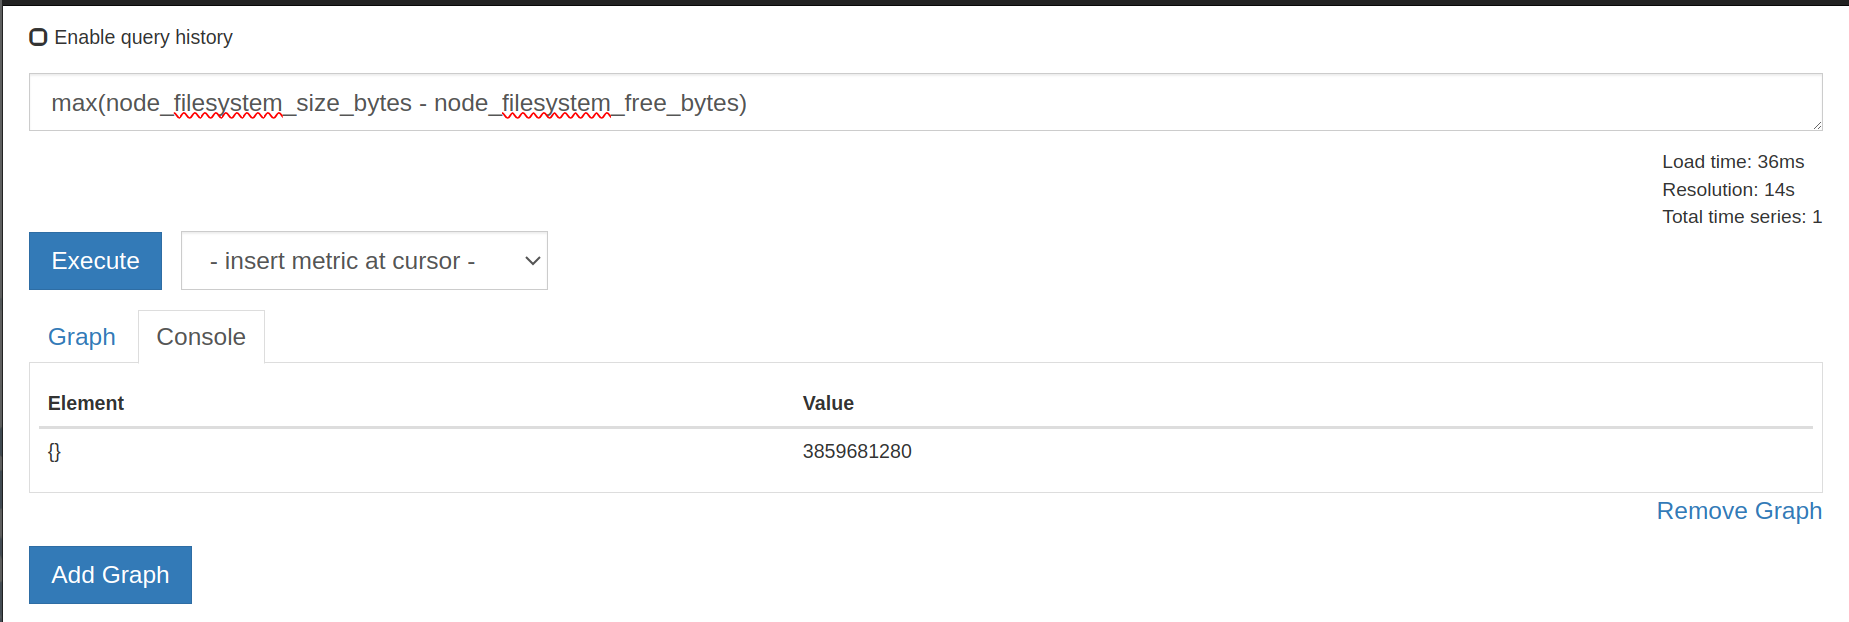 Enable query history
max(node_filesystem_size_bytes - node_filesystem_free_bytes)
Load time: 36ms
Resolution: 14s
Total time series: 1
Execute
- insert metric at cursor -
Graph
Console
Element
Value
{}
3859681280
Remove Graph
Add Graph